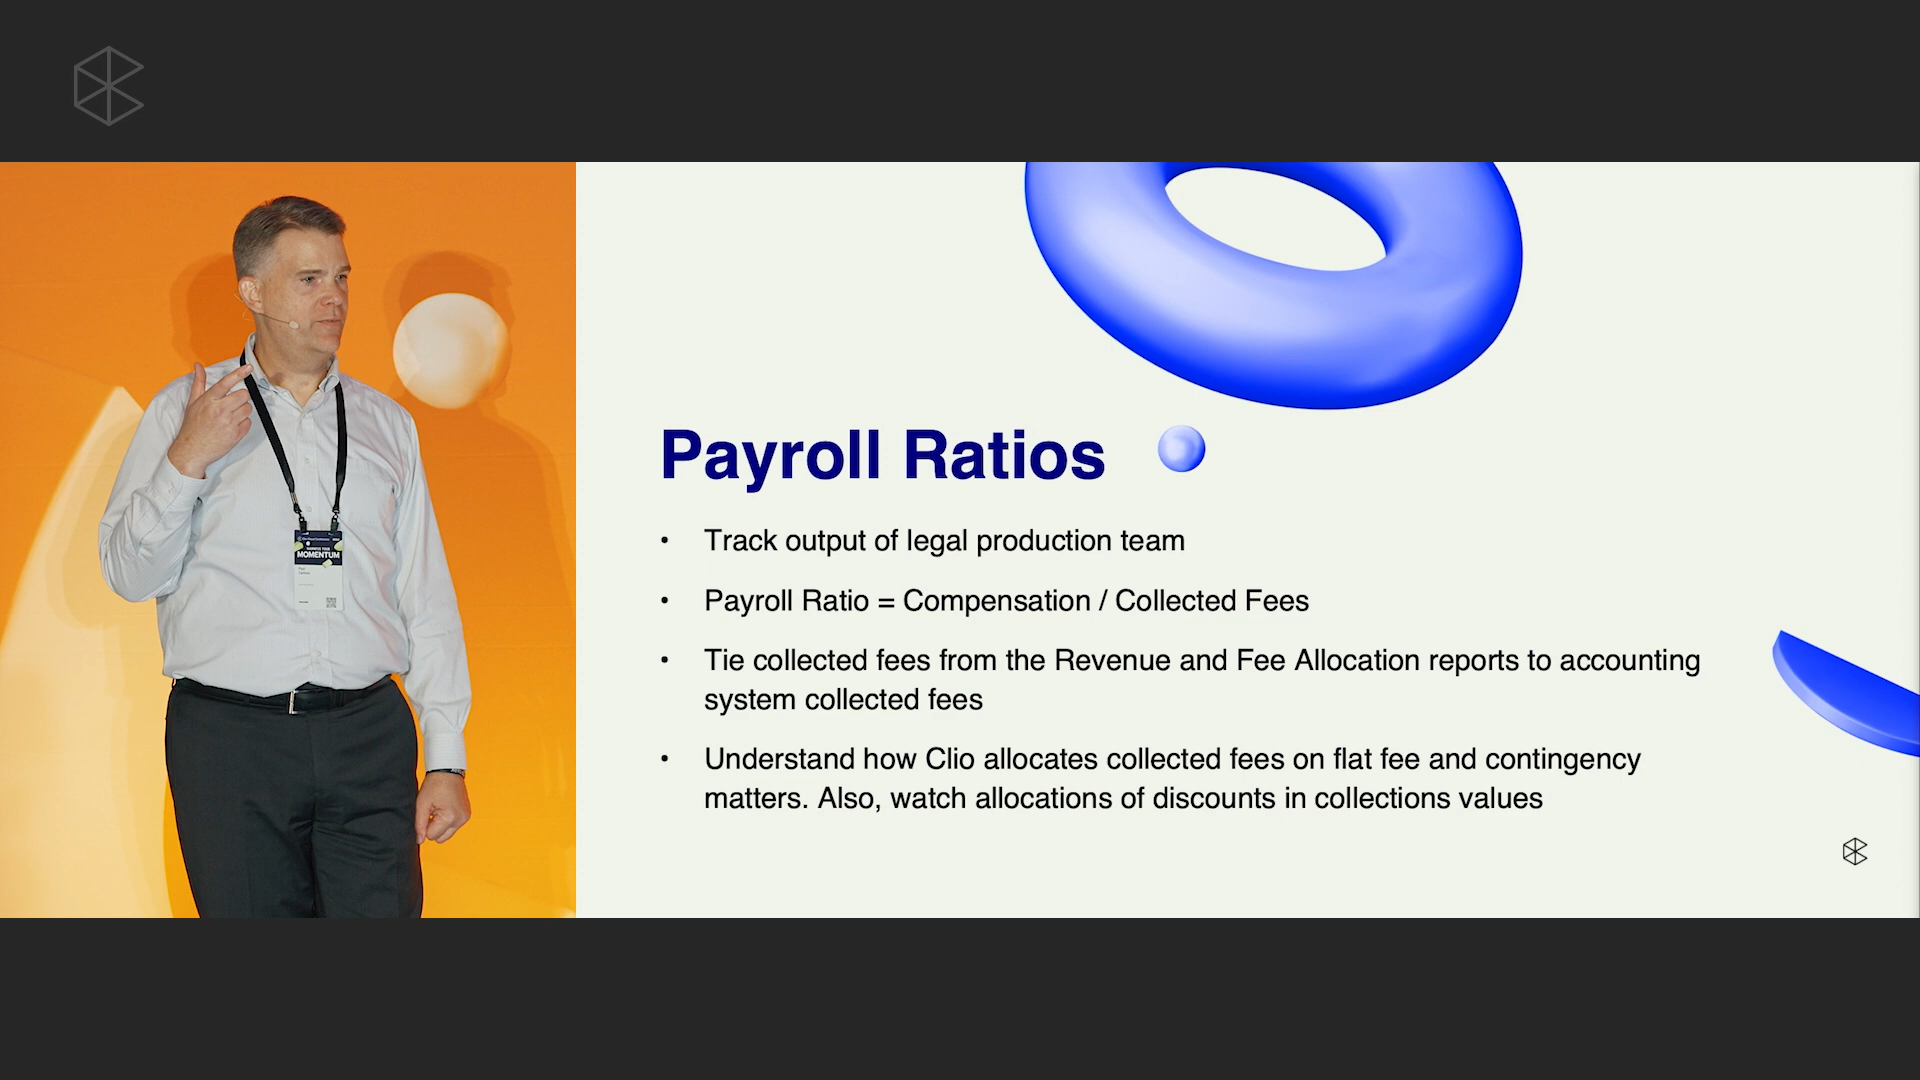 Payroll Ratios
• Track output of legal production team
• Payroll Ratio = Compensation / Collected Fees
• Tie collected fees from the Revenue and Fee Allocation reports to accounting
system collected fees
• Understand how Clio allocates collected fees on flat fee and contingency
matters. Also, watch allocations of discounts in collections values
MOMENTUM